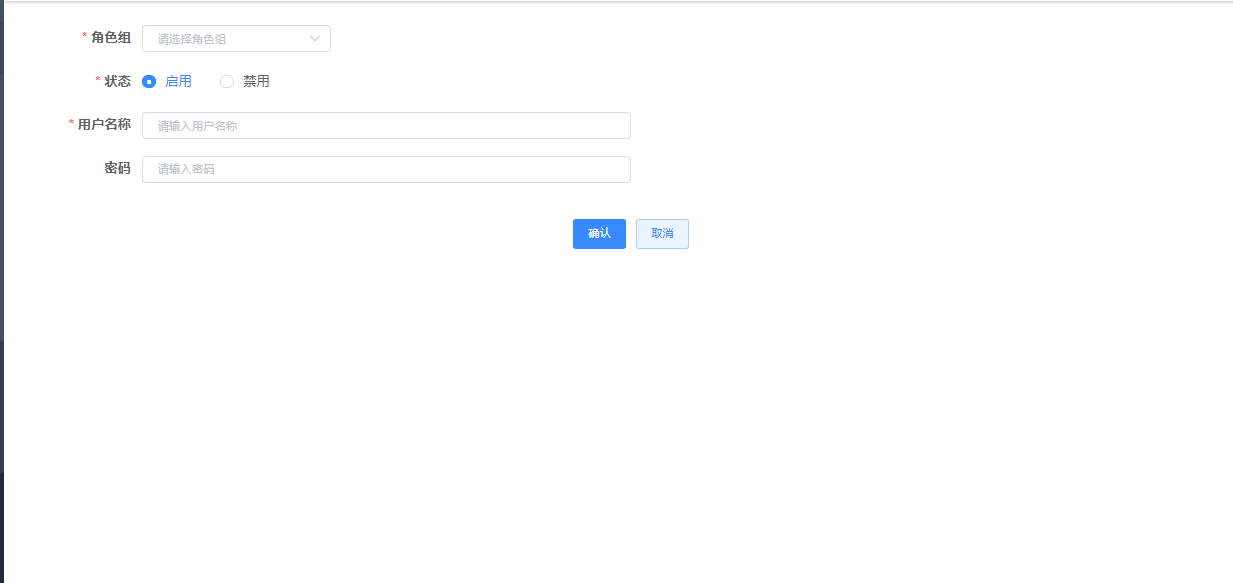 * 角色组 请选择角色组
* 状态 启用 禁用
* 用户名称 请输入用户名称
密码 请输入密码
确认 取消